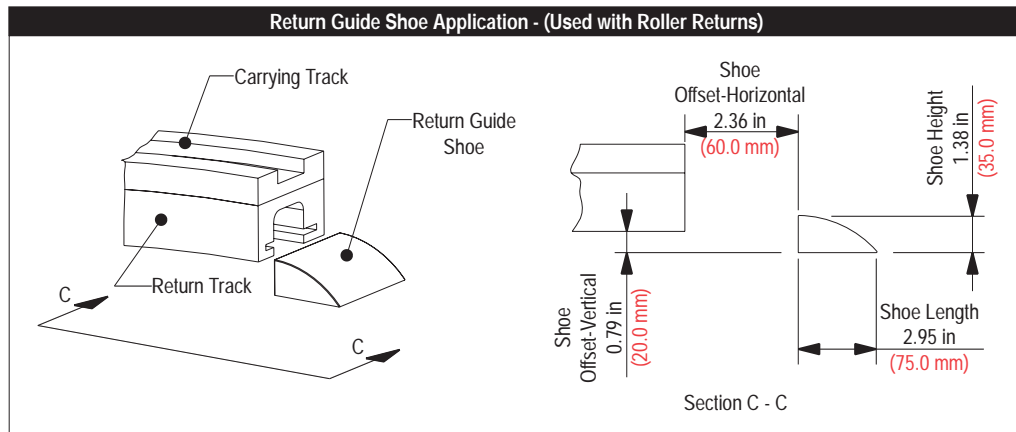 Return Guide Shoe Application - (Used with Roller Returns)
Carrying Track
Return Guide
Shoe
Return Track
C
C
Shoe
Offset-Horizontal
2.36 in
(60.0 mm)
Shoe Height
1.38 in
(35.0 mm)
Shoe
Offset-Vertical
0.79 in
(20.0 mm)
Shoe Length
2.95 in
(75.0 mm)
Section C - C